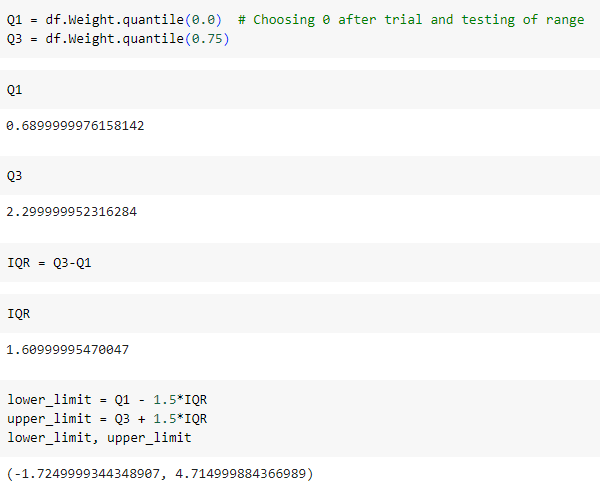 Q1 = df.Weight.quantile(0.0)  # Choosing 0 after trial and testing of range
Q3 = df.Weight.quantile(0.75)
Q1
0.6899999976158142
Q3
2.299999952316284
IQR = Q3-Q1
IQR
1.60999995470047
lower_limit = Q1 - 1.5*IQR
upper_limit = Q3 + 1.5*IQR
lower_limit, upper_limit
(-1.7249999344348907, 4.714999884366989)